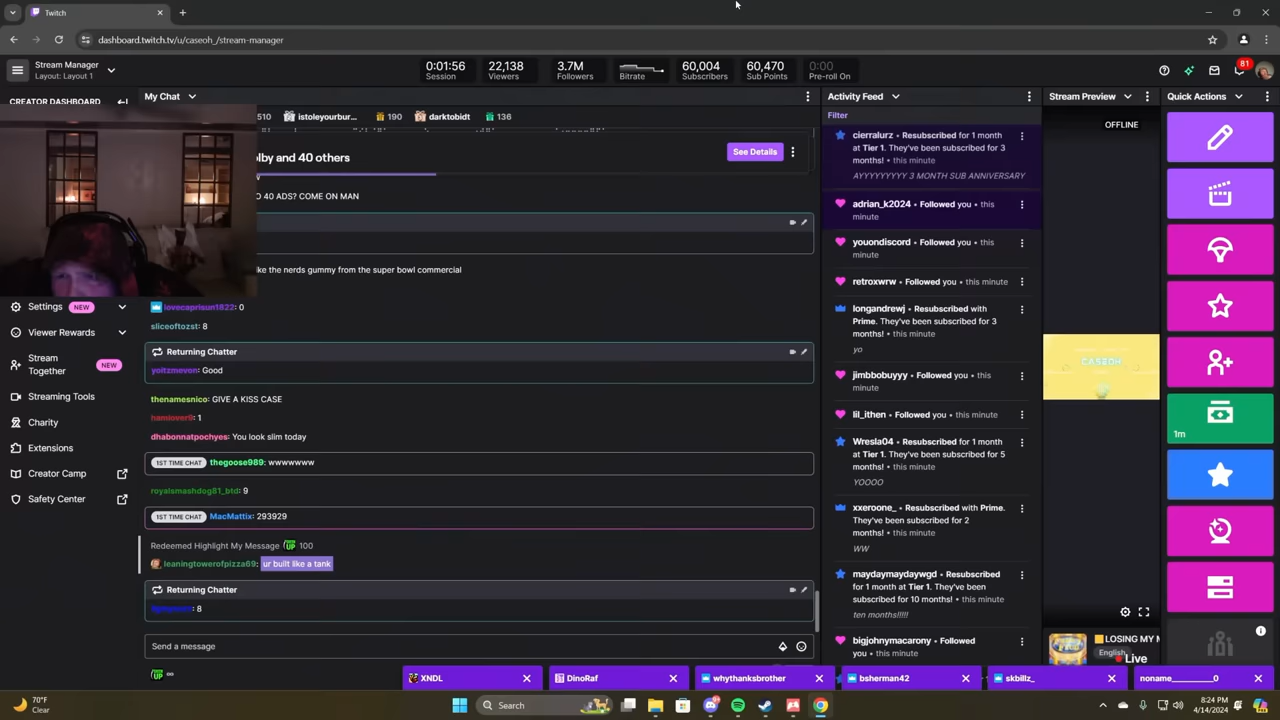 Twitch
dashboard.twitch.tv/u/caseoh_/stream-manager
Stream Manager
Layout: Layout 1
0:01:56
Session
22,138
Viewers
3.7M
Followers
Bitrate
60,004
Subscribers
60,470
Sub Points
0:00
Pre-roll On
81
CREATOR DASHBOARD
Settings NEW
Viewer Rewards
Stream Together NEW
Streaming Tools
Charity
Extensions
Creator Camp
Safety Center
My Chat
510 istoleyourbur... 190 darktobidt 136
olby and 40 others
See Details
O 40 ADS? COME ON MAN
ike the nerds gummy from the super bowl commercial
lovecaprisun1822: 0
sliceoftozst: 8
Returning Chatter
yoitzmeven: Good
thenamesnico: GIVE A KISS CASE
hamlover9: 1
dhabonnatpochyes: You look slim today
1ST TIME CHAT thegoose989: wwwwwww
royalsmashdog81_btd: 9
1ST TIME CHAT MacMattix: 293929
Redeemed Highlight My Message 100
leaningtowerofpizza69: ur built like a tank
Returning Chatter
: 8
Send a message
∞
Activity Feed
Filter
cierralurz • Resubscribed for 1 month
at Tier 1. They've been subscribed for 3
months! • this minute
AYYYYYYYYY 3 MONTH SUB ANNIVERSARY
adrian_k2024 • Followed you • this
minute
youondiscord • Followed you • this
minute
retroxwrw • Followed you • this minute
longandrewj • Resubscribed with
Prime. They've been subscribed for 3
months! • this minute
yo
jimbbobuyyy • Followed you • this
minute
lil_ithen • Followed you • this minute
Wresla04 • Resubscribed for 1 month
at Tier 1. They've been subscribed for 5
months! • this minute
YOOOO
xxeroone_ • Resubscribed with Prime.
They've been subscribed for 2
months! • this minute
WW
maydaymaydaywgd • Resubscribed
for 1 month at Tier 1. They've been
subscribed for 10 months! • this minute
ten months!!!!!
bigjohnymacarony • Followed
you • this minute
Stream Preview
OFFLINE
CASEOH
LOSING MY M
English
Live
Quick Actions
1m
XNDL
DinoRaf
whythanksbrother
bsherman42
skbillz_
noname________0
70°F
Clear
Search
8:24 PM
4/14/2024